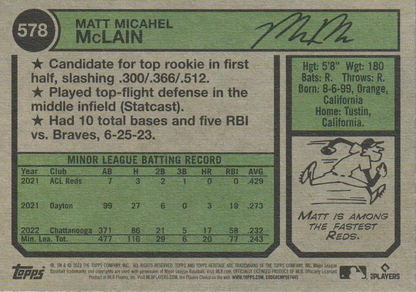 578
MATT MICAHEL
McLAIN
★ Candidate for top rookie in first
half, slashing .300/.366/.512.
★ Played top-flight defense in the
middle infield (Statcast).
★ Had 10 total bases and five RBI
vs. Braves, 6-25-23.
Hgt: 5'8" Wgt: 180
Bats: R. Throws: R.
Born: 8-6-99, Orange,
California
Home: Tustin,
California.
MINOR LEAGUE BATTING RECORD
Year Club AB H 2B 3B HR RBI AVG
2021 ACL Reds 7 3 2 0 1 0 .429
2021 Dayton 99 27 6 0 3 19 .273
2022 Chattanooga 371 86 21 5 17 58 .232
Min. Lea. Tot. 477 116 29 6 20 77 .243
MATT IS AMONG
THE FASTEST
REDS.
Topps
MLB
PLAYERS